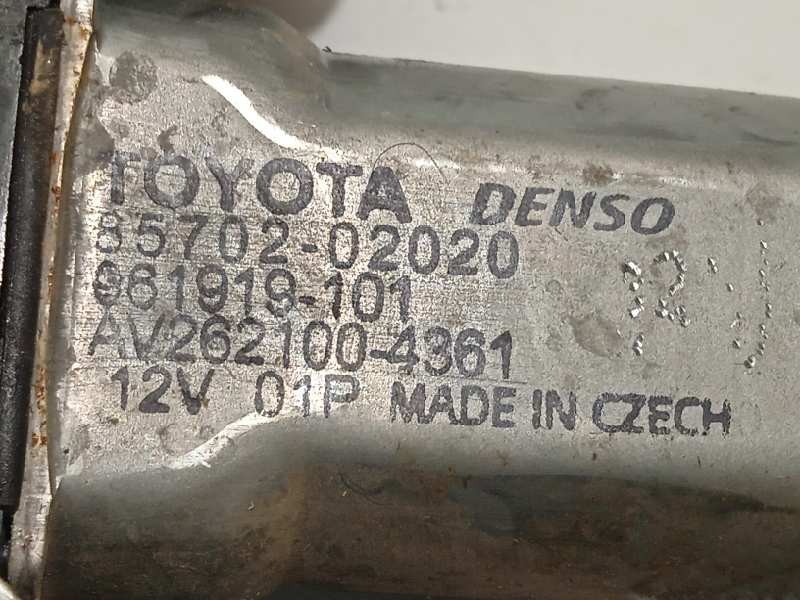 TOYOTA DENSO
85702-02020
961919-101
AV262100-4361
12V 01P MADE IN CZECH